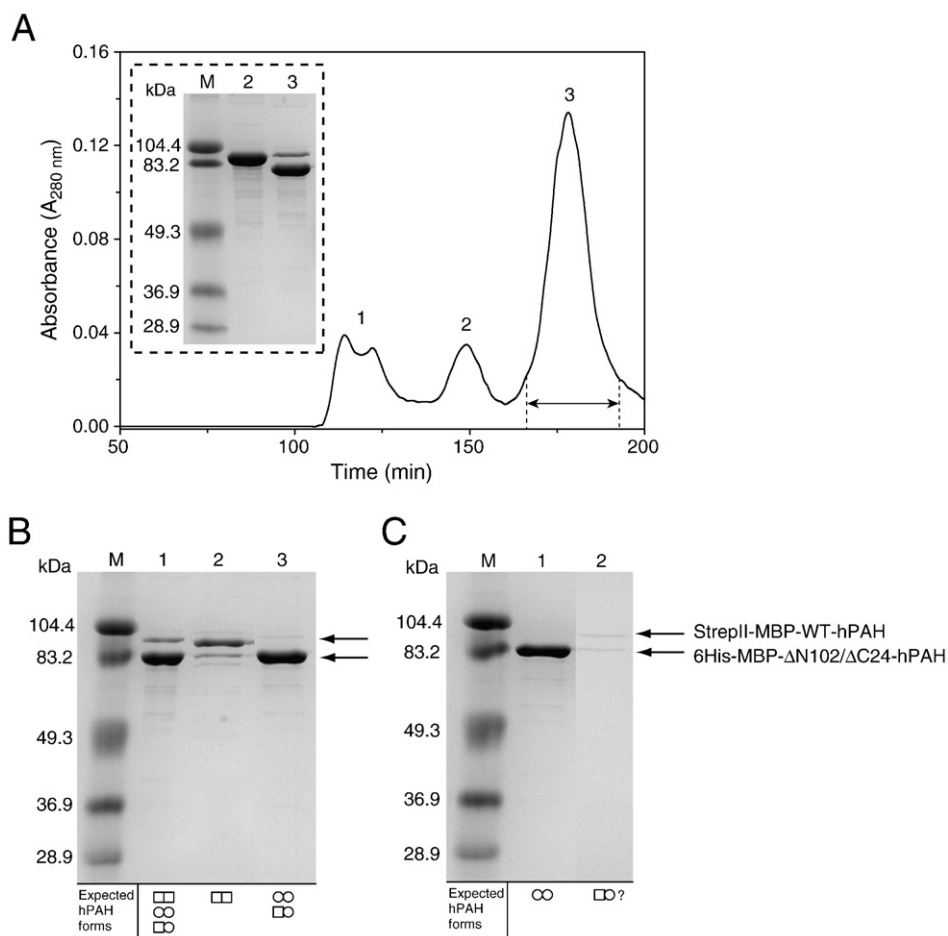 A
0.16
0.12
0.08
0.04
0.00
Absorbance (A280 nm)
50
100
150
200
Time (min)
1
2
3
kDa
M 2 3
104.4
83.2
49.3
36.9
28.9
B
kDa
M 1 2 3
104.4
83.2
49.3
36.9
28.9
Expected
hPAH
forms
C
kDa
M 1 2
104.4
83.2
49.3
36.9
28.9
StrepII-MBP-WT-hPAH
6His-MBP-ΔN102/ΔC24-hPAH
Expected
hPAH
forms
?